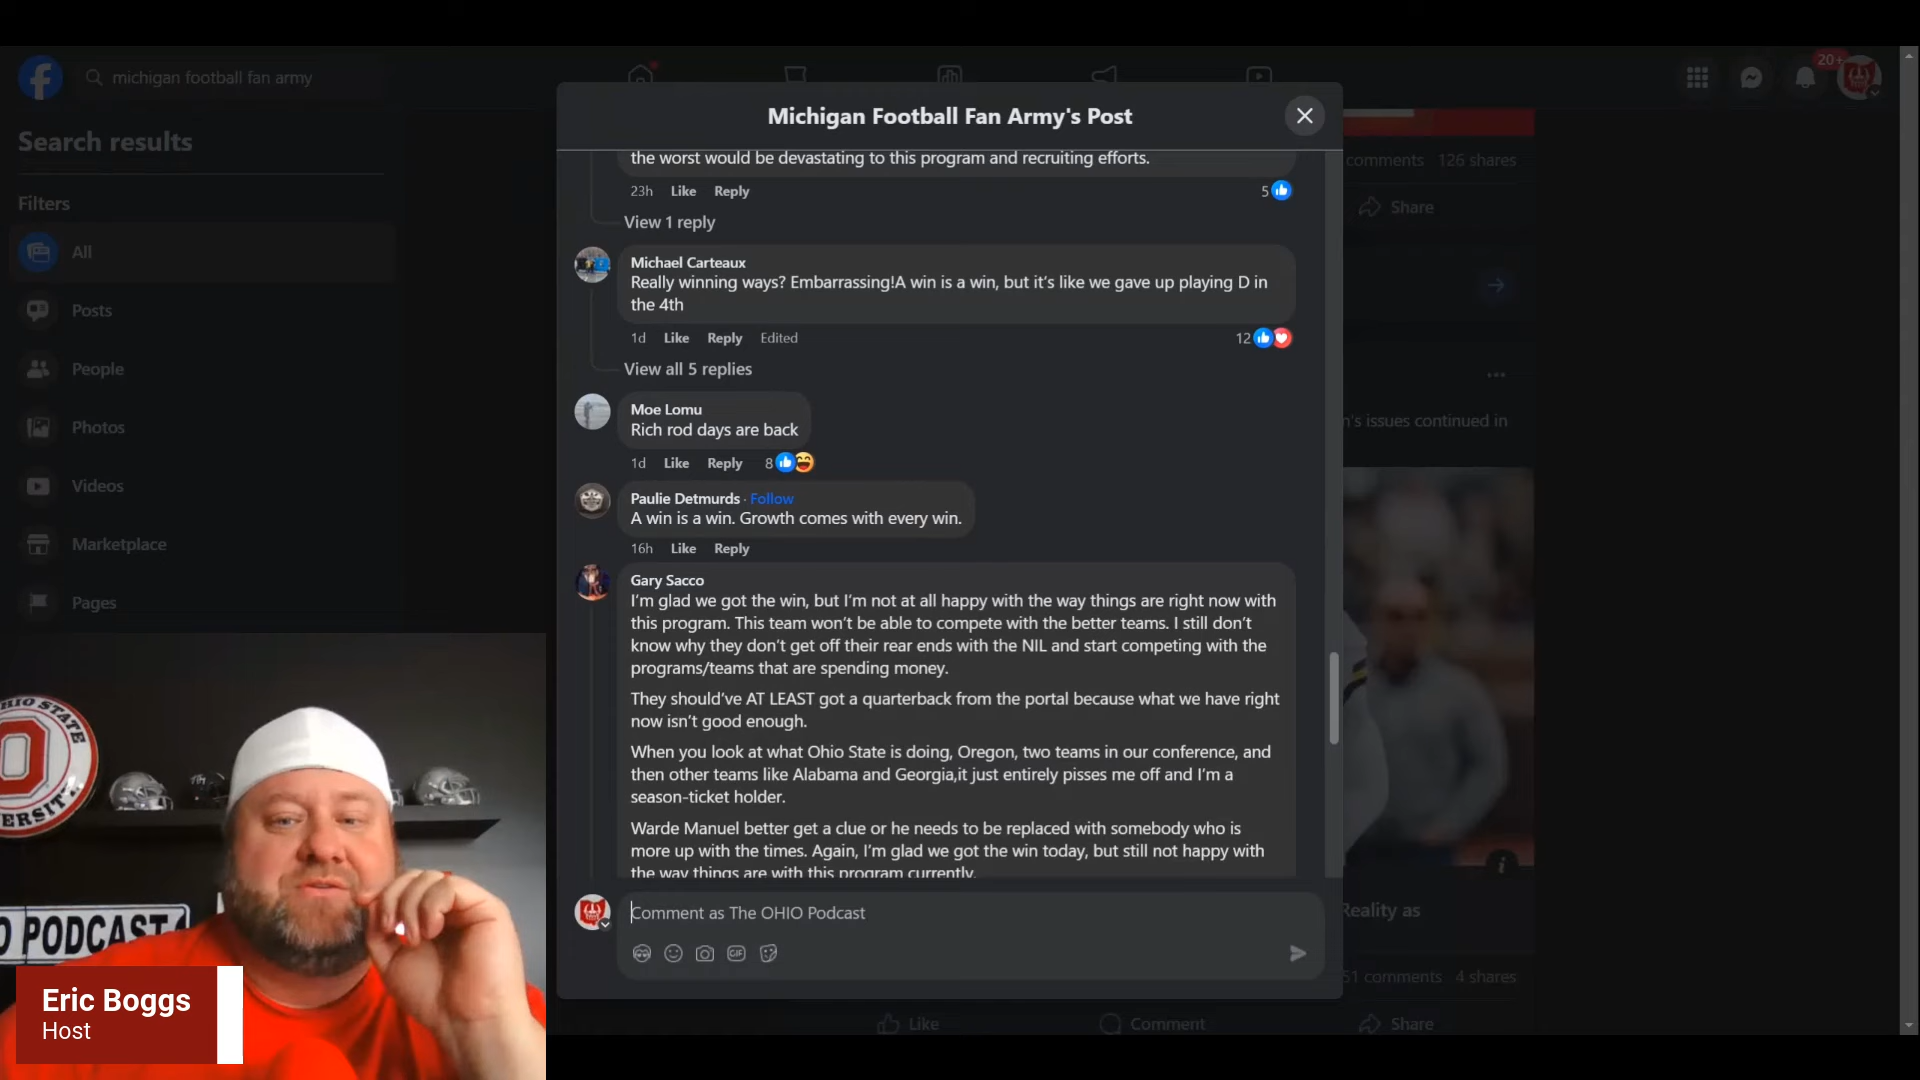 michigan football fan army
20+
Search results
Filters
All
Posts
People
Photos
Videos
Marketplace
Pages
Michigan Football Fan Army's Post
the worst would be devastating to this program and recruiting efforts.
23h Like Reply 5
View 1 reply
Michael Carteaux
Really winning ways? Embarrassing!A win is a win, but it's like we gave up playing D in
the 4th
1d Like Reply Edited 12
View all 5 replies
Moe Lomu
Rich rod days are back
1d Like Reply 8
Paulie Detmurds · Follow
A win is a win. Growth comes with every win.
16h Like Reply
Gary Sacco
I'm glad we got the win, but I'm not at all happy with the way things are right now with
this program. This team won't be able to compete with the better teams. I still don't
know why they don't get off their rear ends with the NIL and start competing with the
programs/teams that are spending money.
They should've AT LEAST got a quarterback from the portal because what we have right
now isn't good enough.
When you look at what Ohio State is doing, Oregon, two teams in our conference, and
then other teams like Alabama and Georgia,it just entirely pisses me off and I'm a
season-ticket holder.
Warde Manuel better get a clue or he needs to be replaced with somebody who is
more up with the times. Again, I'm glad we got the win today, but still not happy with
the way things are with this program currently.
Comment as The OHIO Podcast
GIF
comments 126 shares
Share
n's issues continued in
Reality as
51 comments 4 shares
Like Comment Share
HIO STATE
ERSIT
O PODCAST
Eric Boggs
Host